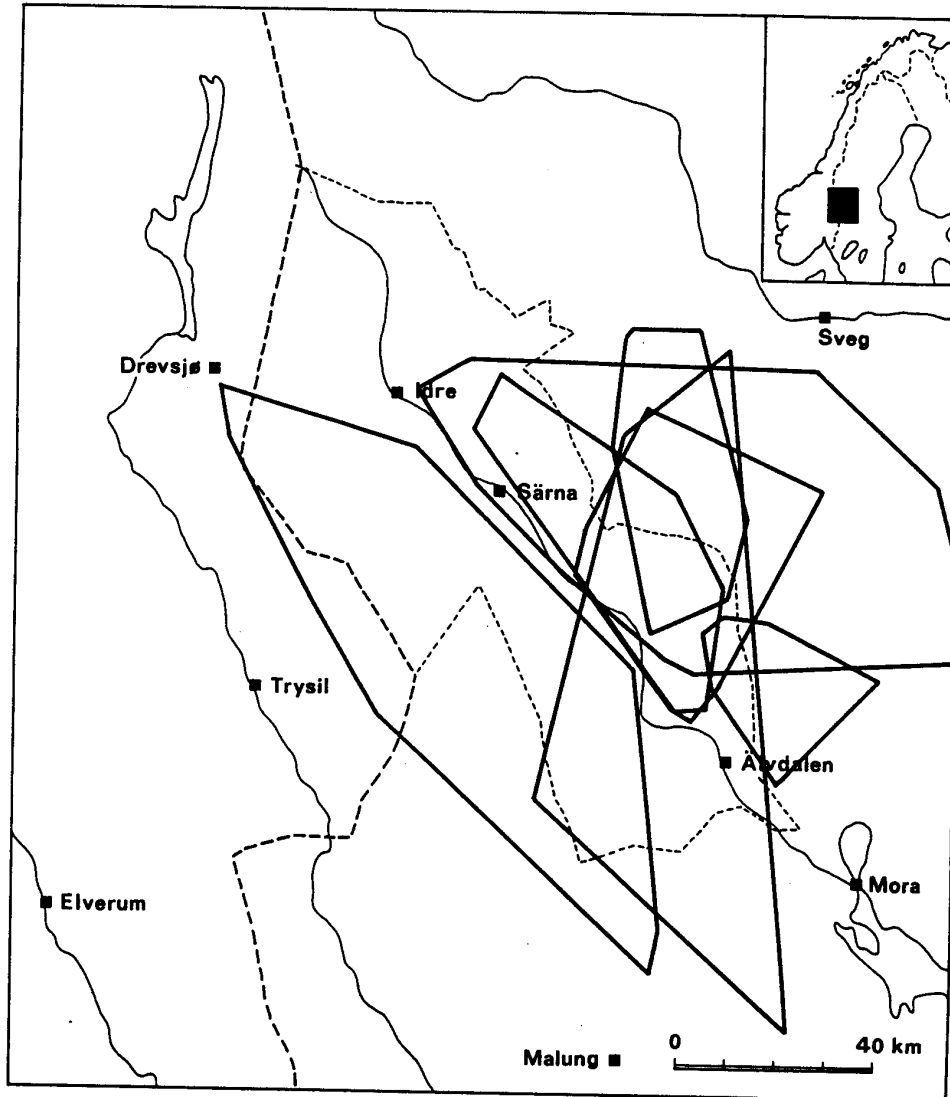 Sveg
Drevsjø
Idre
Särna
Trysil
Älvdalen
Mora
Elverum
0 40 km
Malung